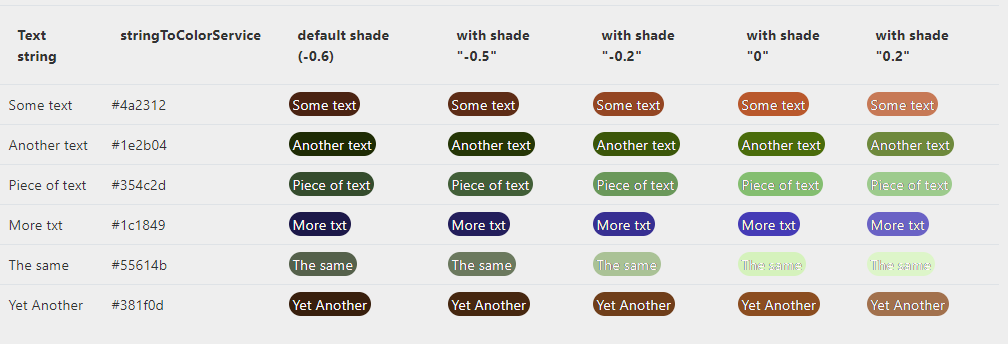 Text string stringToColorService default shade (-0.6) with shade "-0.5" with shade "-0.2" with shade "0" with shade "0.2"
Some text #4a2312 Some text Some text Some text Some text Some text
Another text #1e2b04 Another text Another text Another text Another text Another text
Piece of text #354c2d Piece of text Piece of text Piece of text Piece of text Piece of text
More txt #1c1849 More txt More txt More txt More txt More txt
The same #55614b The same The same The same The same The same
Yet Another #381f0d Yet Another Yet Another Yet Another Yet Another Yet Another